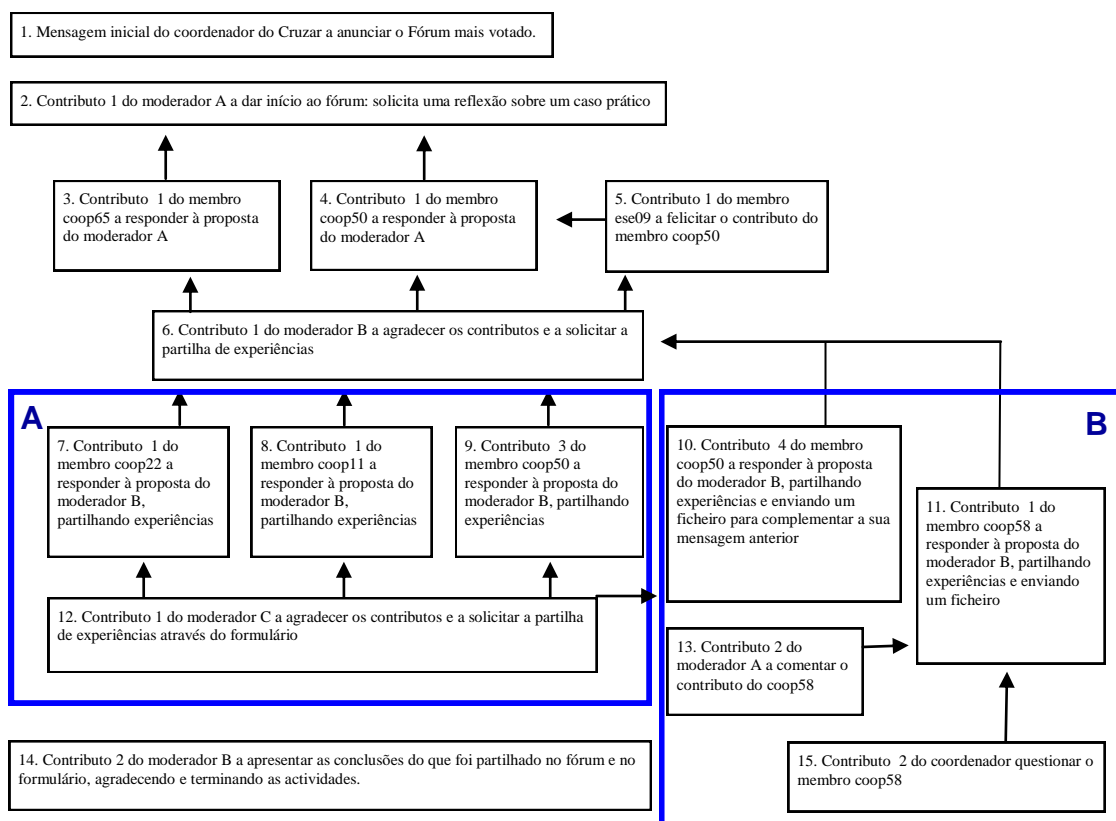 1. Mensagem inicial do coordenador do Cruzar a anunciar o Fórum mais votado.
2. Contributo 1 do moderador A a dar início ao fórum: solicita uma reflexão sobre um caso prático
3. Contributo 1 do membro
coop65 a responder à proposta
do moderador A
4. Contributo 1 do membro
coop50 a responder à proposta
do moderador A
5. Contributo 1 do membro
ese09 a felicitar o contributo do
membro coop50
6. Contributo 1 do moderador B a agradecer os contributos e a solicitar a
partilha de experiências
A
7. Contributo 1 do
membro coop22 a
responder à proposta do
moderador B,
partilhando experiências
8. Contributo 1 do
membro coop11 a
responder à proposta do
moderador B,
partilhando experiências
9. Contributo 3 do
membro coop50 a
responder à proposta do
moderador B, partilhando
experiências
B
10. Contributo 4 do membro
coop50 a responder à proposta
do moderador B, partilhando
experiências e enviando um
ficheiro para complementar a sua
mensagem anterior
11. Contributo 1 do
membro coop58 a
responder à proposta do
moderador B, partilhando
experiências e enviando
um ficheiro
12. Contributo 1 do moderador C a agradecer os contributos e a solicitar a partilha
de experiências através do formulário
13. Contributo 2 do
moderador A a comentar o
contributo do coop58
14. Contributo 2 do moderador B a apresentar as conclusões do que foi partilhado no fórum e no
formulário, agradecendo e terminando as actividades.
15. Contributo 2 do coordenador questionar o
membro coop58